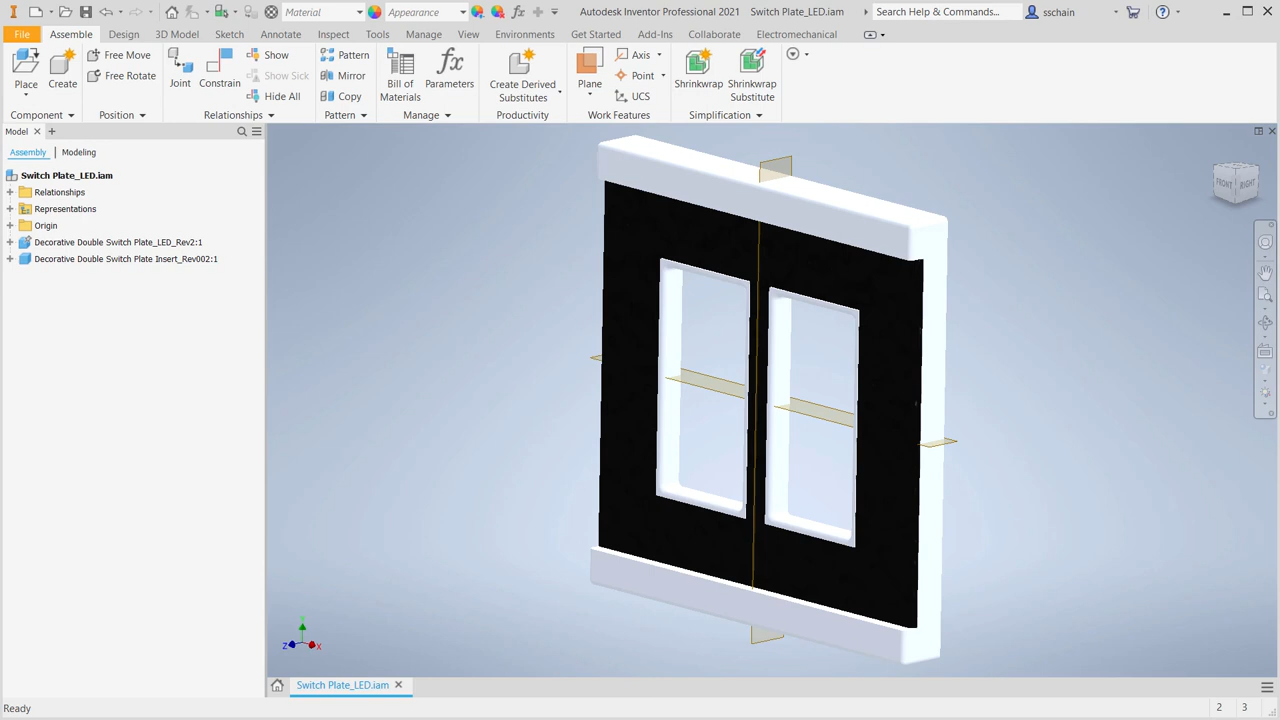 Material
Appearance
Autodesk Inventor Professional 2021
Switch Plate_LED.iam
Search Help & Commands...
sschain
File
Assemble
Design
3D Model
Sketch
Annotate
Inspect
Tools
Manage
View
Environments
Get Started
Add-Ins
Collaborate
Electromechanical
Place
Create
Free Move
Free Rotate
Joint
Constrain
Show
Show Sick
Hide All
Pattern
Mirror
Copy
Bill of
Materials
fx
Parameters
Create Derived
Substitutes
Plane
Axis
Point
UCS
Shrinkwrap
Shrinkwrap
Substitute
Component
Position
Relationships
Pattern
Manage
Productivity
Work Features
Simplification
Model
Assembly
Modeling
Switch Plate_LED.iam
Relationships
Representations
Origin
Decorative Double Switch Plate_LED_Rev2:1
Decorative Double Switch Plate Insert_Rev002:1
FRONT
RIGHT
Z
X
Switch Plate_LED.iam
Ready
2
3